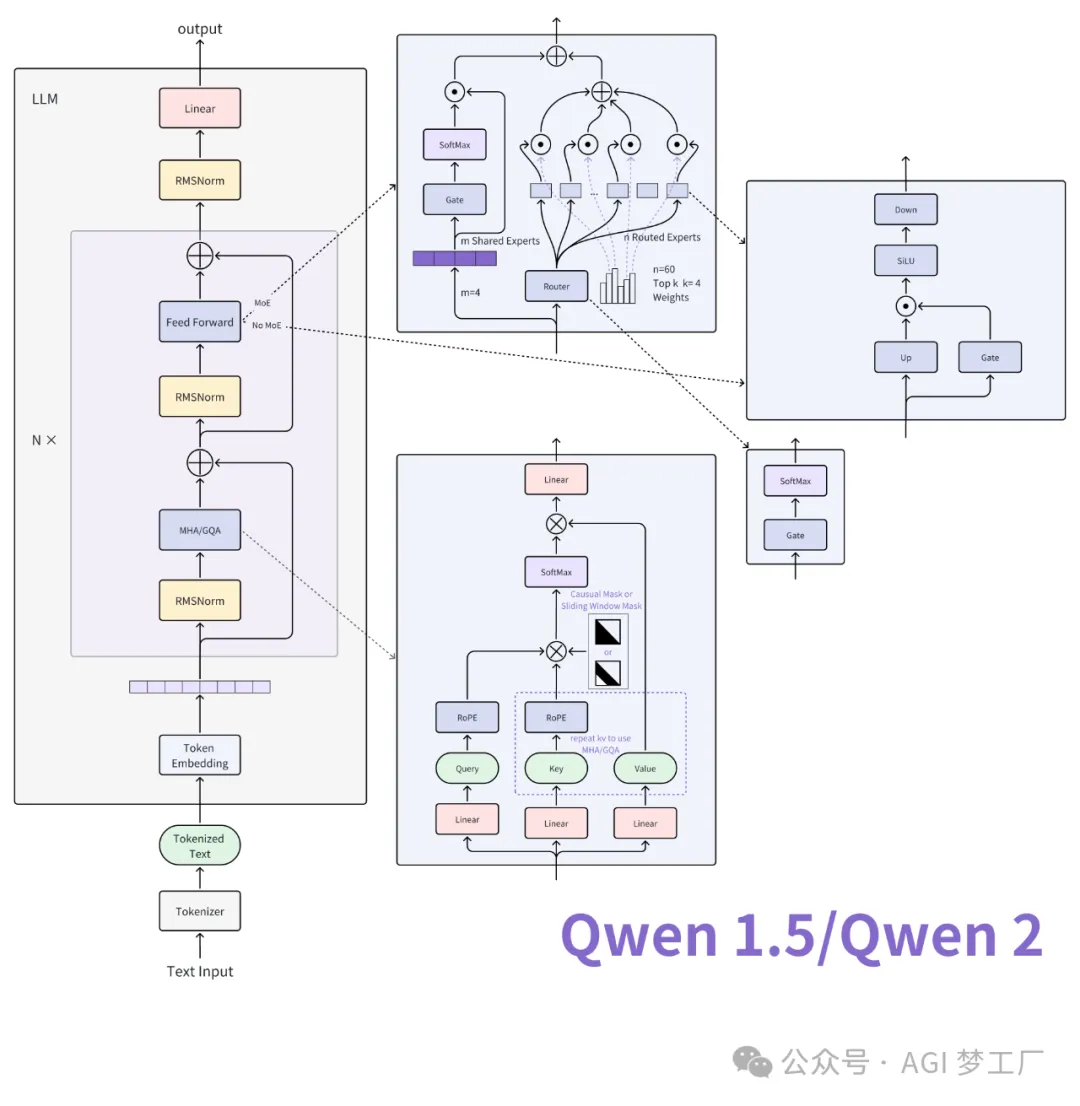 output
LLM
Linear
RMSNorm
Feed Forward
MoE
No MoE
RMSNorm
N ×
MHA/GQA
RMSNorm
Token
Embedding
Tokenized
Text
Tokenizer
Text Input
SoftMax
Gate
m Shared Experts
m=4
...
n Routed Experts
Router
n=60
Top k k= 4
Weights
Down
SiLU
Up
Gate
SoftMax
Gate
Linear
SoftMax
Causual Mask or
Sliding Window Mask
or
RoPE
RoPE
repeat kv to use
MHA/GQA
Query
Key
Value
Linear
Linear
Linear
Qwen 1.5/Qwen 2
公众号 · AGI 梦工厂